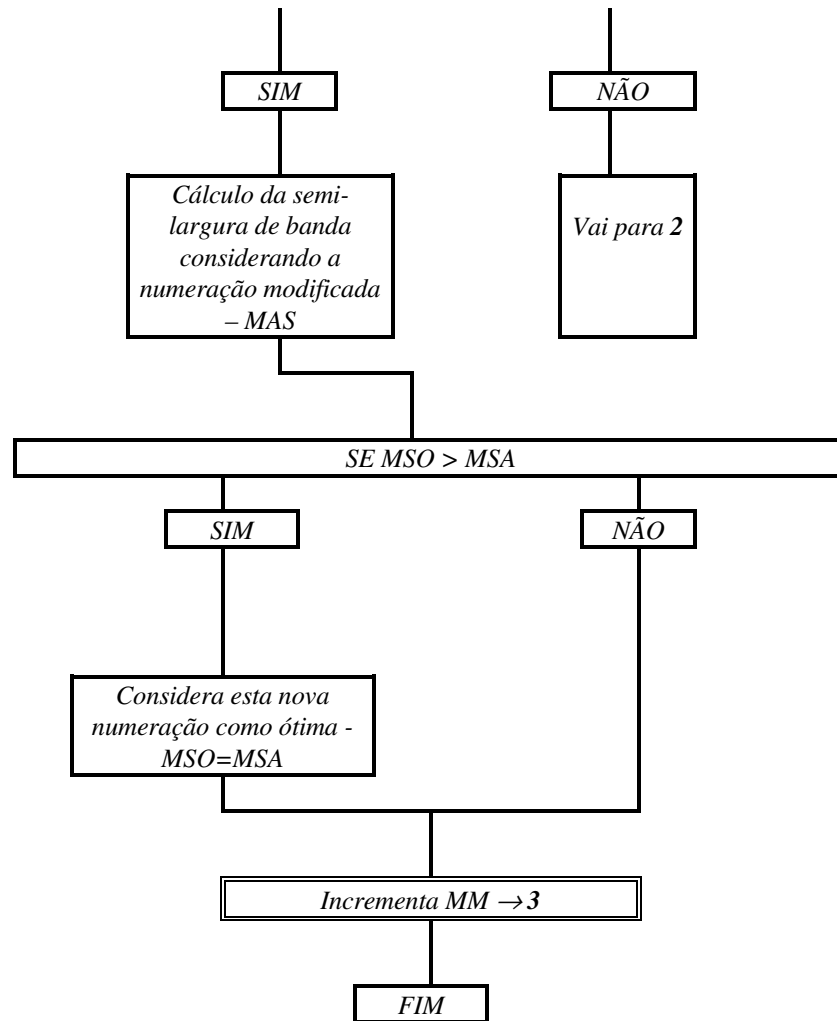 SIM
NÃO
Cálculo da semi-
largura de banda
considerando a
numeração modificada
– MAS
Vai para 2
SE MSO > MSA
SIM
NÃO
Considera esta nova
numeração como ótima -
MSO=MSA
Incrementa MM → 3
FIM